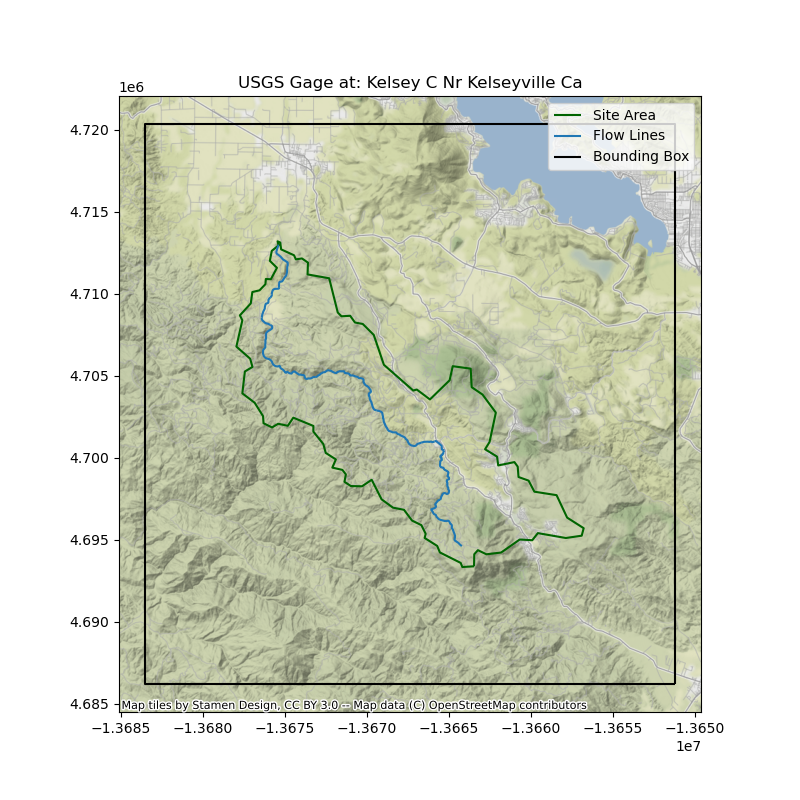 USGS Gage at: Kelsey C Nr Kelseyville Ca
1e6
Site Area
Flow Lines
Bounding Box
4.720
4.715
4.710
4.705
4.700
4.695
4.690
4.685
Map tiles by Stamen Design, CC BY 3.0 -- Map data (C) OpenStreetMap contributors
−1.3685 −1.3680 −1.3675 −1.3670 −1.3665 −1.3660 −1.3655 −1.3650
1e7